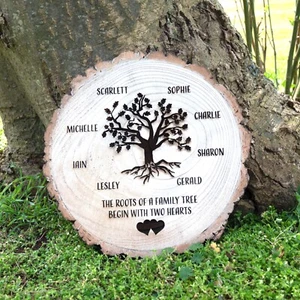 SCARLETT
SOPHIE
MICHELLE
CHARLIE
IAIN
SHARON
LESLEY
GERALD
THE ROOTS OF A FAMILY TREE
BEGIN WITH TWO HEARTS